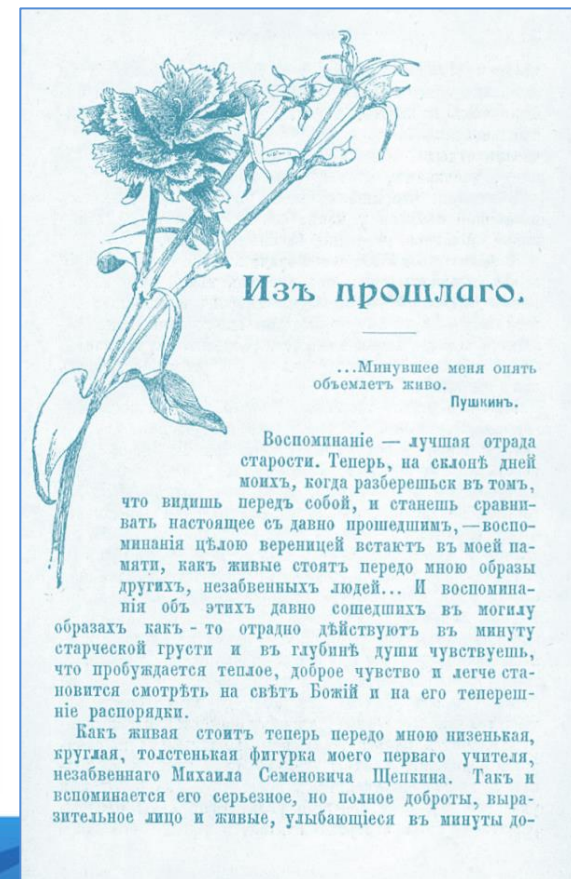 Изъ прошлаго.
...Минувшее меня опять
объемлетъ живо.
Пушкинъ.
Воспоминаніе — лучшая отрада
старости. Теперь, на склонѣ дней
моихъ, когда разберешься въ томъ,
что видишь передъ собой, и станешь сравни-
вать настоящее съ давно прошедшимъ, — воспо-
минанія цѣлою вереницей встаютъ въ моей па-
мяти, какъ живые стоятъ передо мною образы
другихъ, незабвенныхъ людей... И воспомина-
нія объ этихъ давно сошедшихъ въ могилу
образахъ какъ - то отрадно дѣйствуютъ въ минуту
старческой грусти и въ глубинѣ души чувствуешь,
что пробуждается теплое, доброе чувство и легче ста-
новится смотрѣть на свѣтъ Божій и на его теперeш-
ніе распорядки.
Какъ живая стоитъ теперь передо мною низенькая,
круглая, толстенькая фигурка моего перваго учителя,
незабвеннаго Михаила Семеновича Щепкина. Такъ и
вспоминается его серьезное, но полное доброты, выра-
зительное лицо и живые, улыбающіеся въ минуты до-